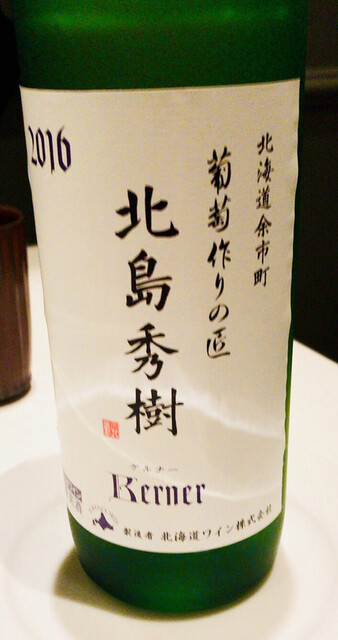 2016
北海道余市町
葡萄作りの匠
北島秀樹
ケルナー
Kerner
製造者 北海道ワイン株式会社